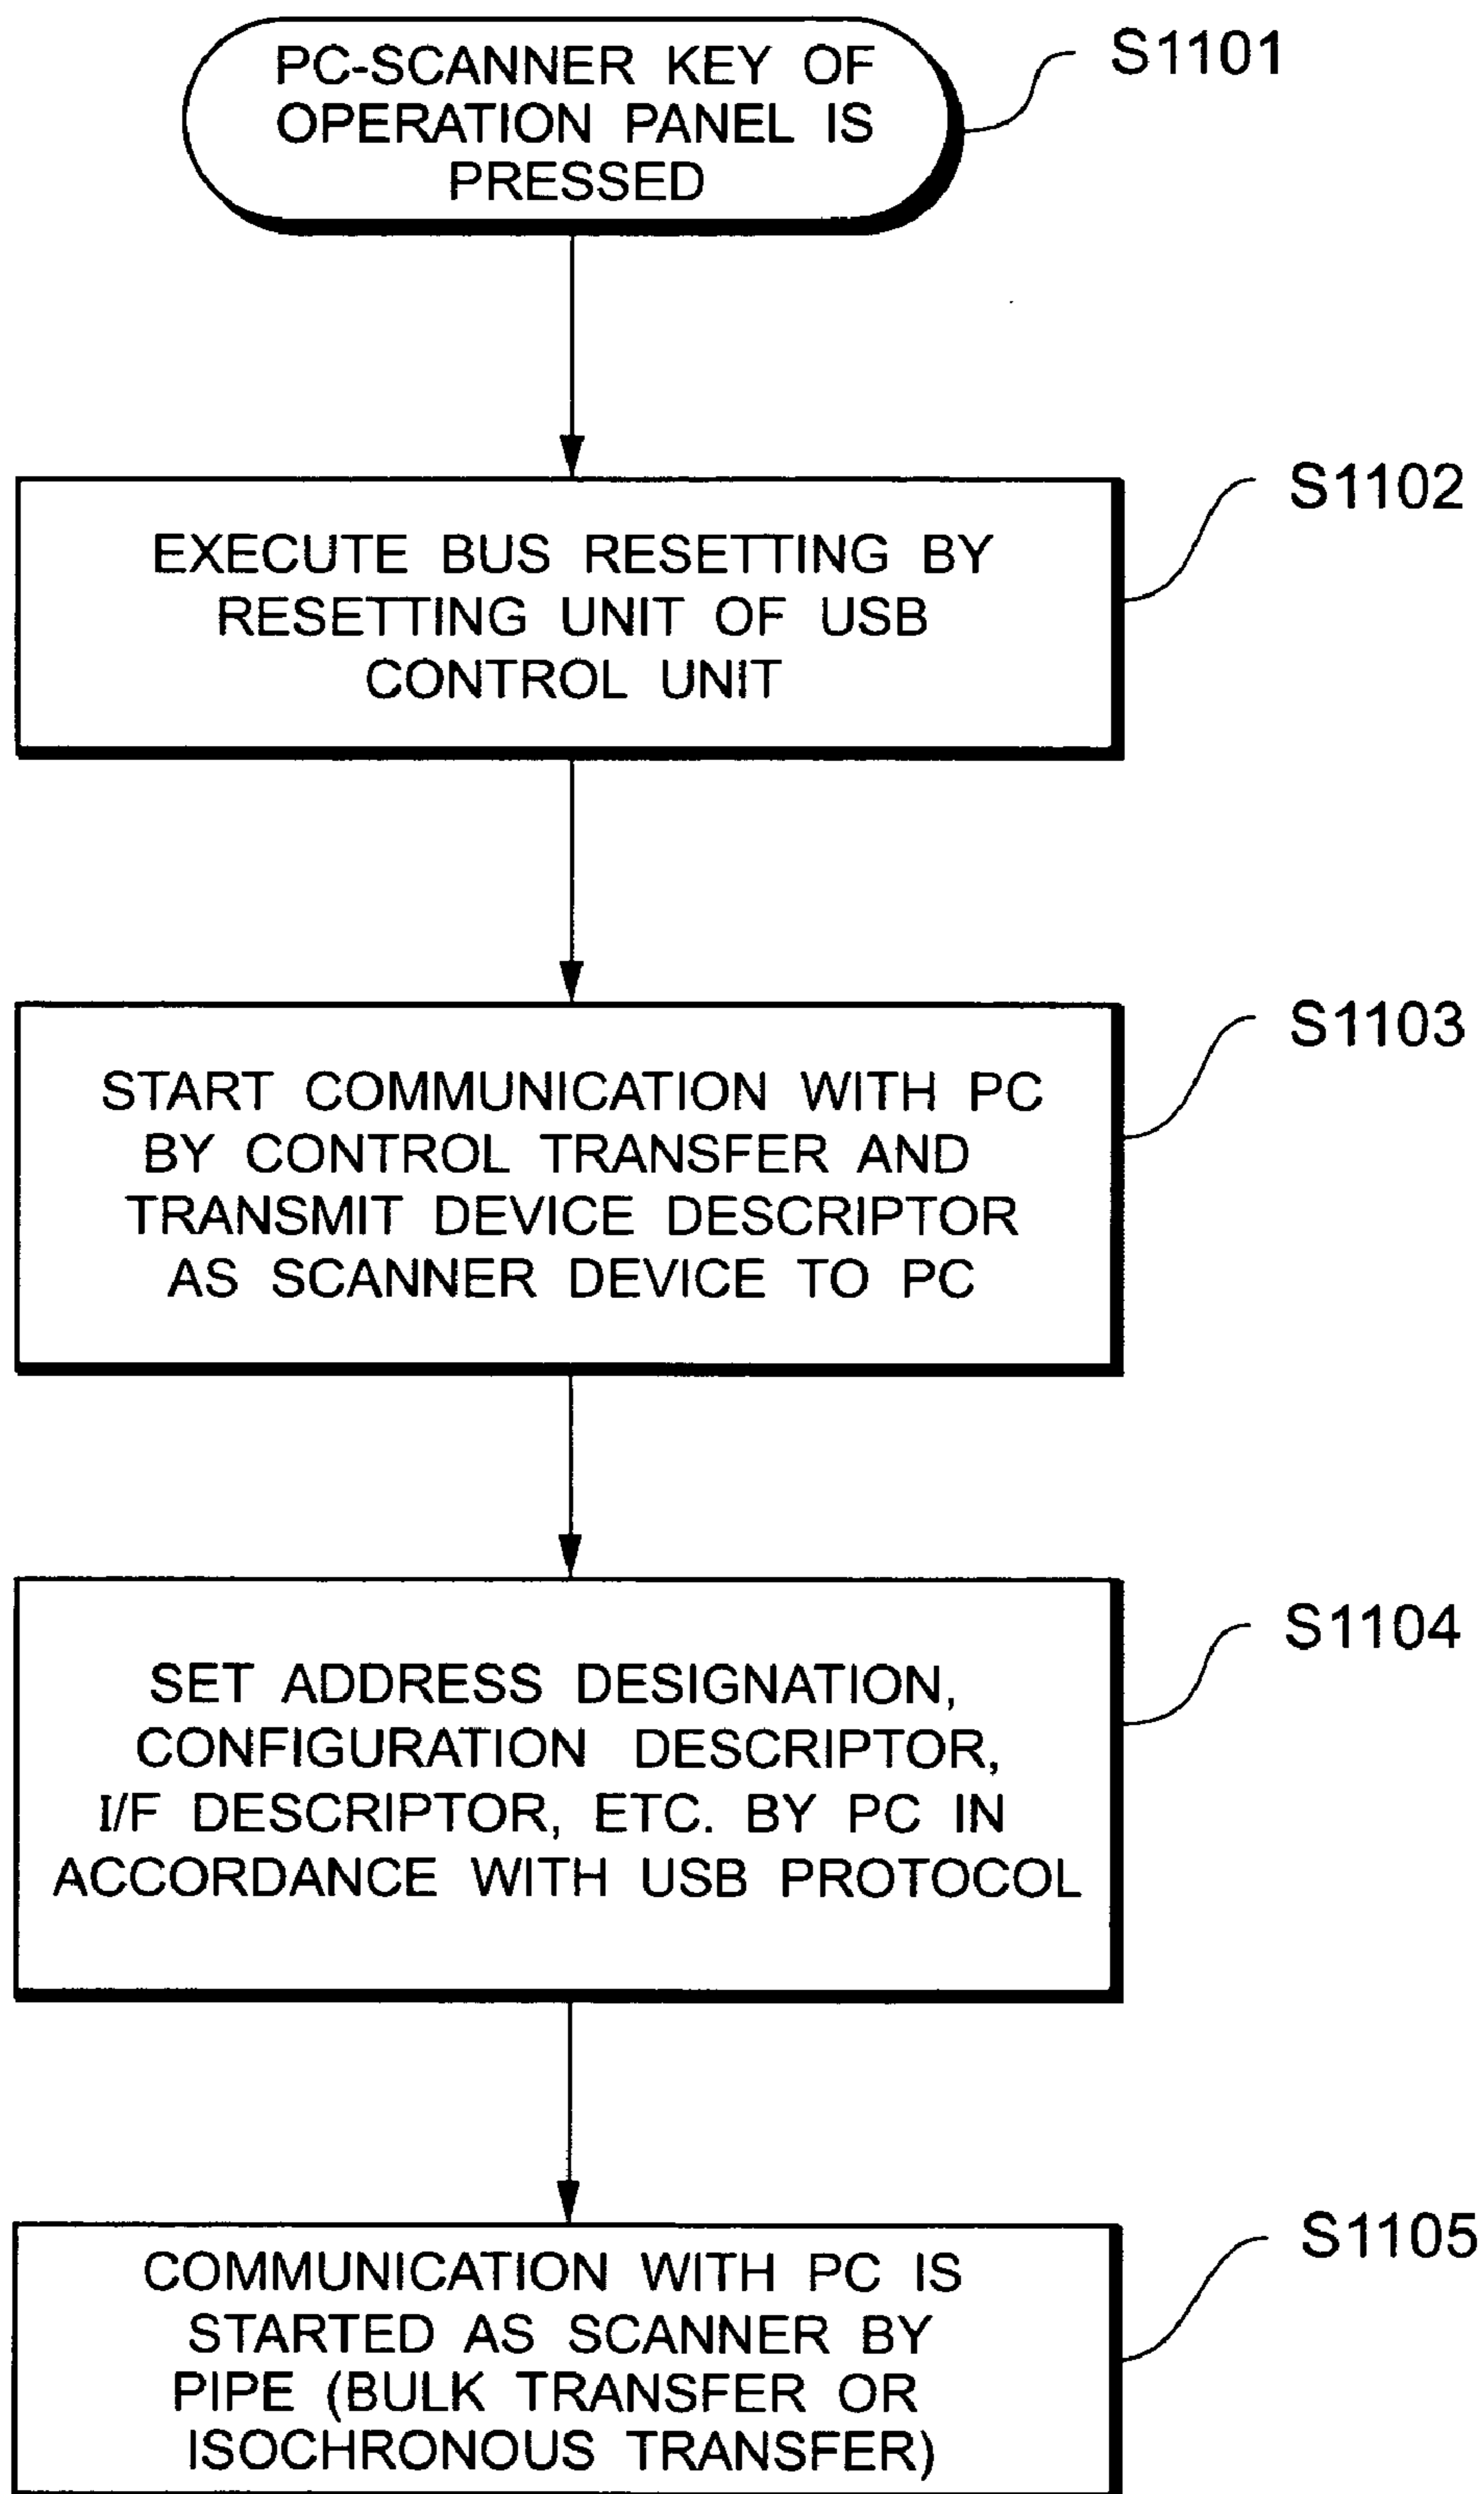 PC-SCANNER KEY OF
OPERATION PANEL IS
PRESSED
S1101
EXECUTE BUS RESETTING BY
RESETTING UNIT OF USB
CONTROL UNIT
S1102
START COMMUNICATION WITH PC
BY CONTROL TRANSFER AND
TRANSMIT DEVICE DESCRIPTOR
AS SCANNER DEVICE TO PC
S1103
SET ADDRESS DESIGNATION,
CONFIGURATION DESCRIPTOR,
I/F DESCRIPTOR, ETC. BY PC IN
ACCORDANCE WITH USB PROTOCOL
S1104
COMMUNICATION WITH PC IS
STARTED AS SCANNER BY
PIPE (BULK TRANSFER OR
ISOCHRONOUS TRANSFER)
S1105